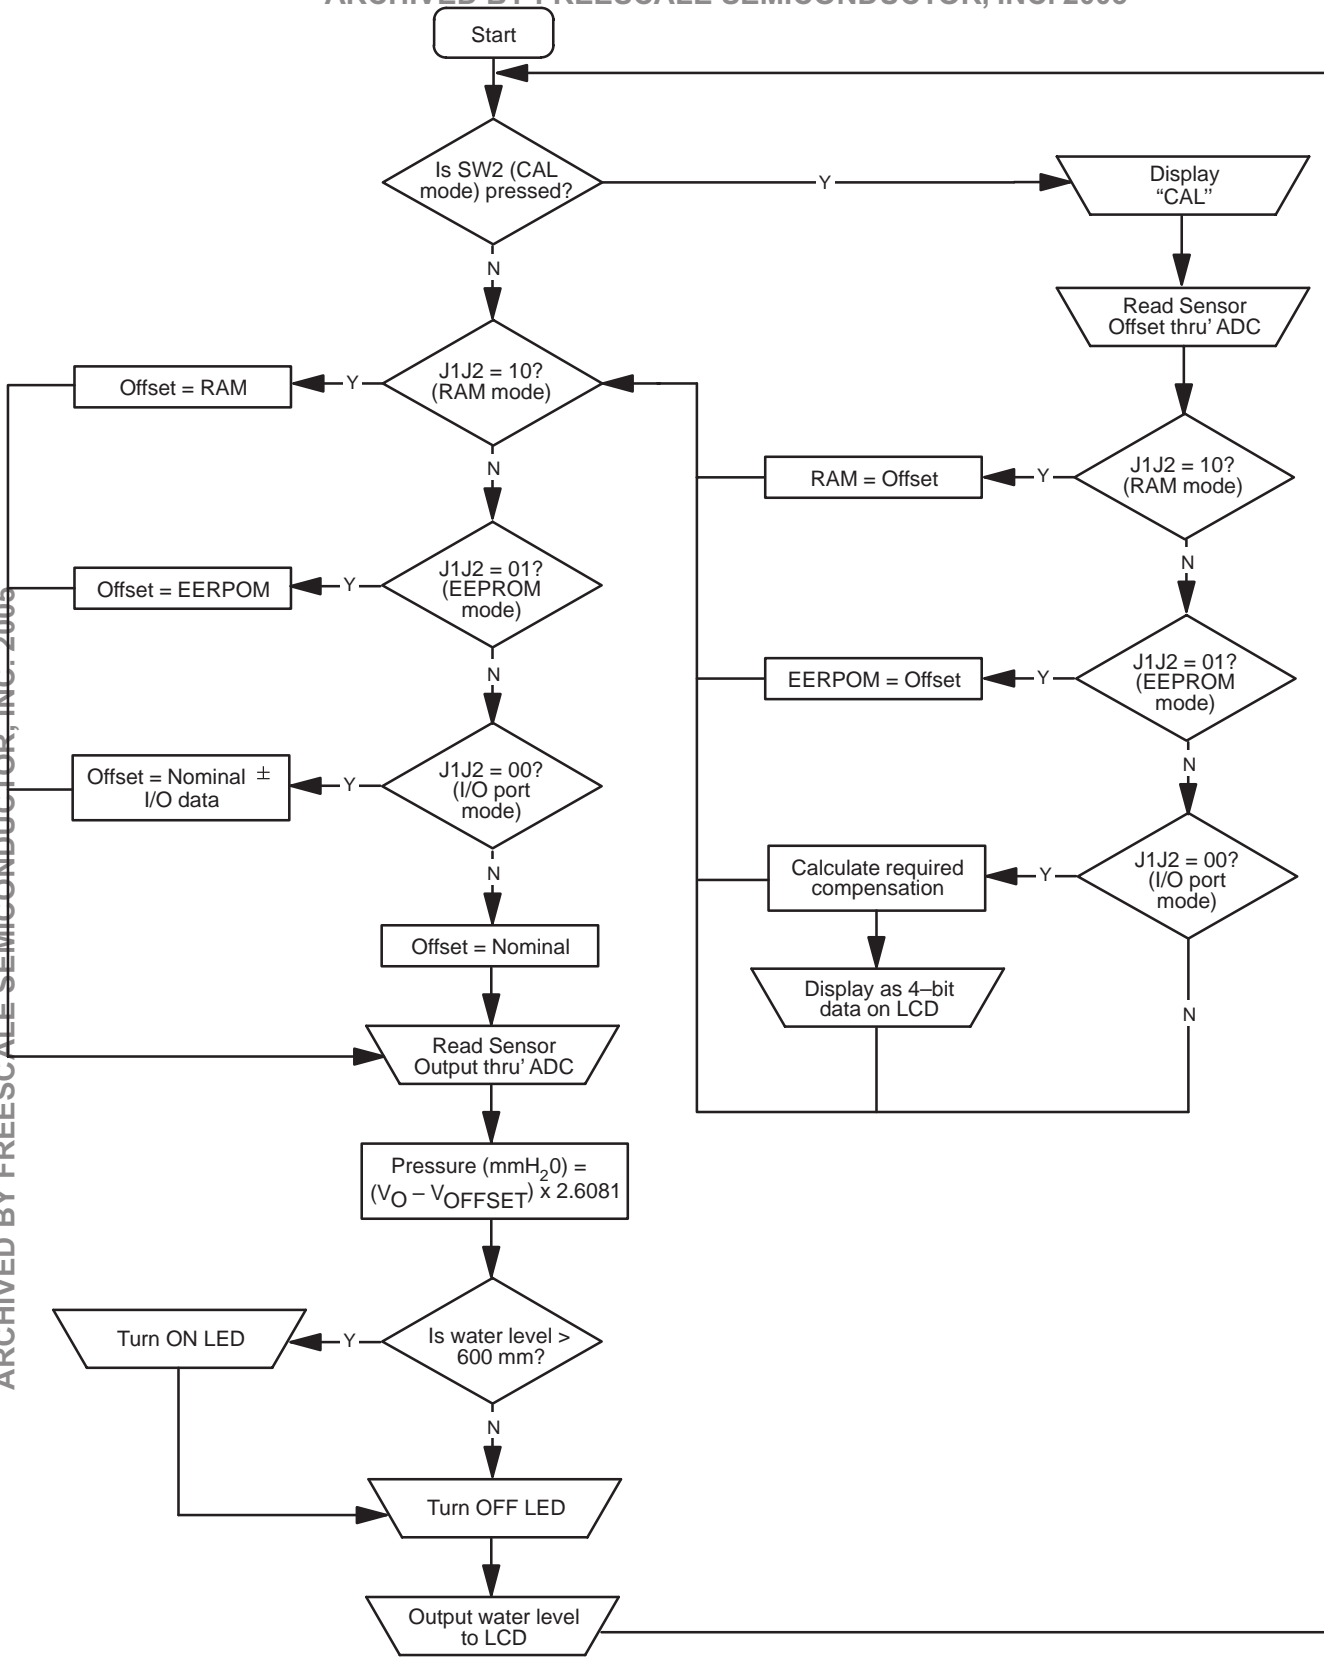 ARCHIVED BY FREESCALE SEMICONDUCTOR, INC. 2005
Start
Is SW2 (CAL
mode) pressed?
Y
Display
“CAL”
N
Read Sensor
Offset thru’ ADC
J1J2 = 10?
(RAM mode)
Y
Offset = RAM
N
J1J2 = 10?
(RAM mode)
Y
RAM = Offset
N
J1J2 = 01?
(EEPROM
mode)
Y
Offset = EERPOM
N
J1J2 = 01?
(EEPROM
mode)
Y
EERPOM = Offset
N
J1J2 = 00?
(I/O port
mode)
Y
Offset = Nominal ±
I/O data
N
J1J2 = 00?
(I/O port
mode)
Y
Calculate required
compensation
Display as 4–bit
data on LCD
N
Offset = Nominal
Read Sensor
Output thru’ ADC
Pressure (mmH20) =
(VO – VOFFSET) x 2.6081
Is water level >
600 mm?
Y
Turn ON LED
N
Turn OFF LED
Output water level
to LCD
ARCHIVED BY FREESCALE SEMICONDUCTOR, INC. 2005